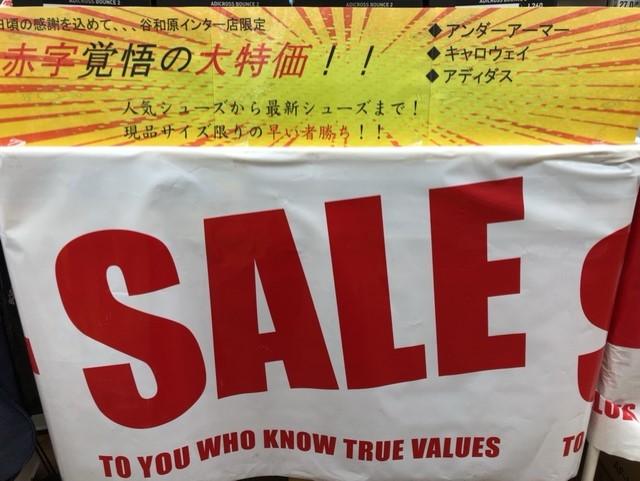 ADICROSS BOUNCE 2 ADICROSS BOUNCE 2 ADICROSS BOUNCE 2
日頃の感謝を込めて、、、谷和原インター店限定
赤字覚悟の大特価！！
◆アンダーアーマー
◆キャロウェイ
◆アディダス
人気シューズから最新シューズまで！
現品サイズ限りの早い者勝ち！！
SALE S
TO YOU WHO KNOW TRUE VALUES TO